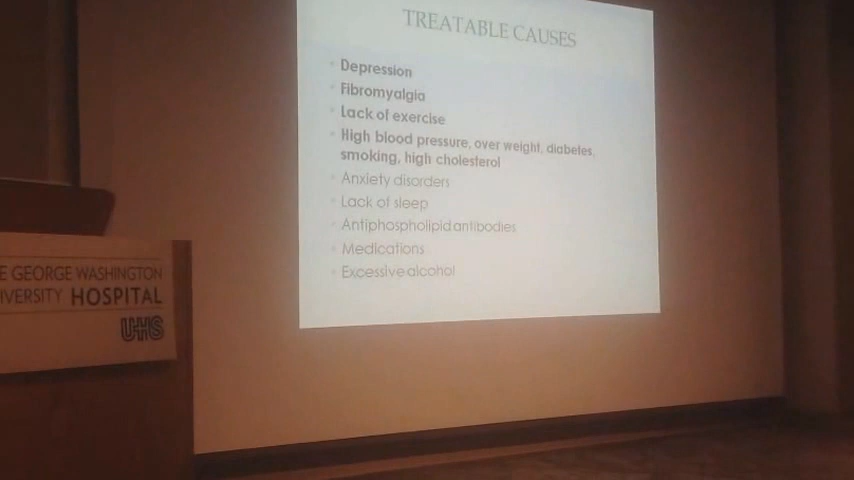 TREATABLE CAUSES
Depression
Fibromyalgia
Lack of exercise
High blood pressure, over weight, diabetes,
smoking, high cholesterol
Anxiety disorders
Lack of sleep
Antiphospholipid antibodies
Medications
Excessive alcohol
E GEORGE WASHINGTON
IVERSITY HOSPITAL
UHS